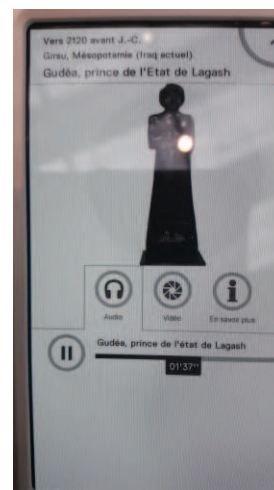 Vers 2120 avant J.-C.
Girsu, Mésopotamie (Iraq actuel)
Gudéa, prince de l'Etat de Lagash
Audio
Vidéo
En savoir plus
Gudéa, prince de l'état de Lagash
01'37''